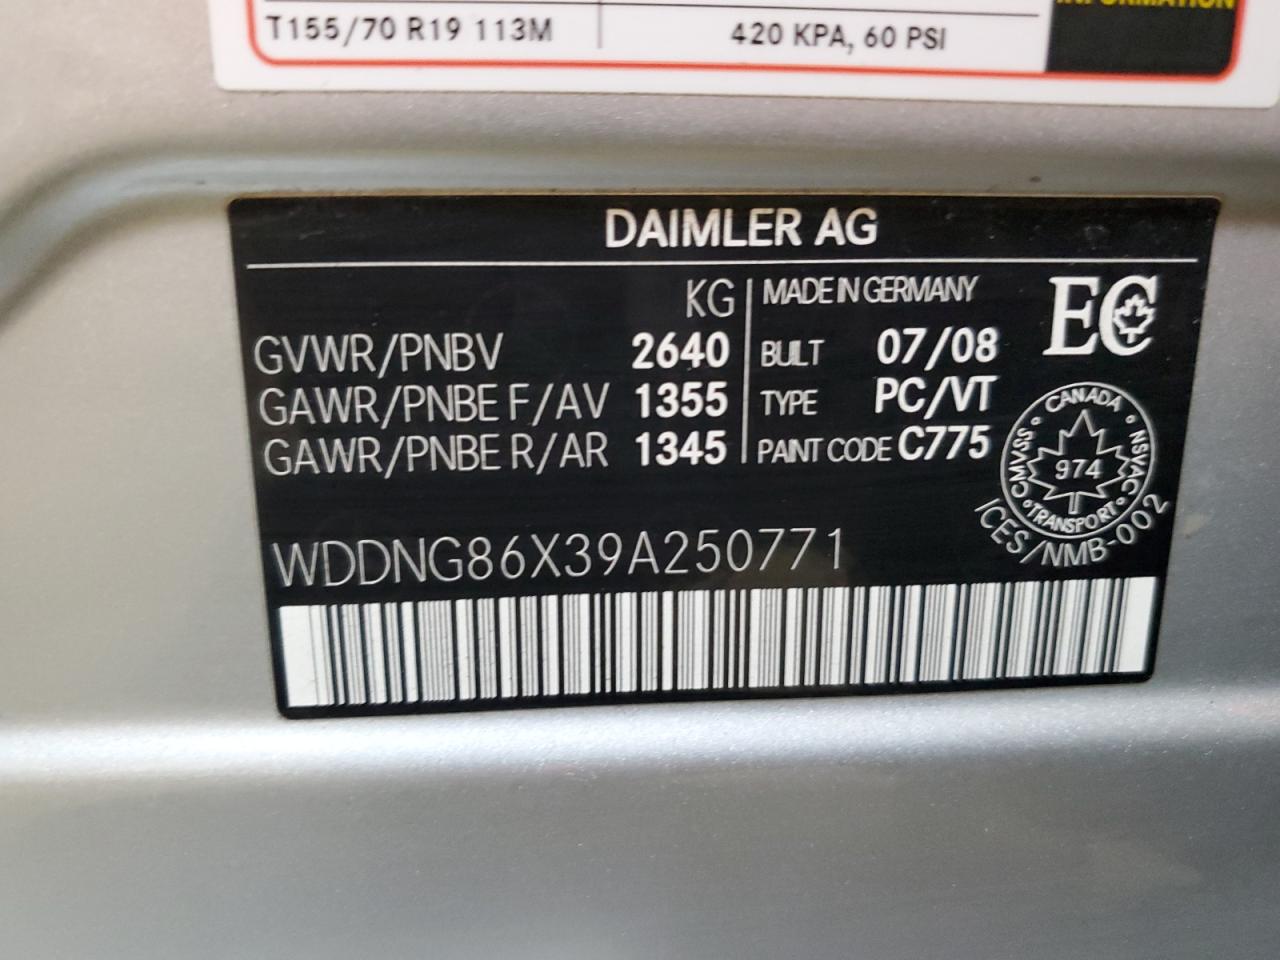 INFORMATION
T155/70 R19 113M 420 KPA, 60 PSI
DAIMLER AG
KG MADE IN GERMANY EC
GVWR/PNBV 2640 BUILT 07/08
GAWR/PNBE F/AV 1355 TYPE PC/VT
GAWR/PNBE R/AR 1345 PAINT CODE C775
CANADA
CMVSS 974 NSVAC
TRANSPORT
ICES/NMB-002
WDDNG86X39A250771